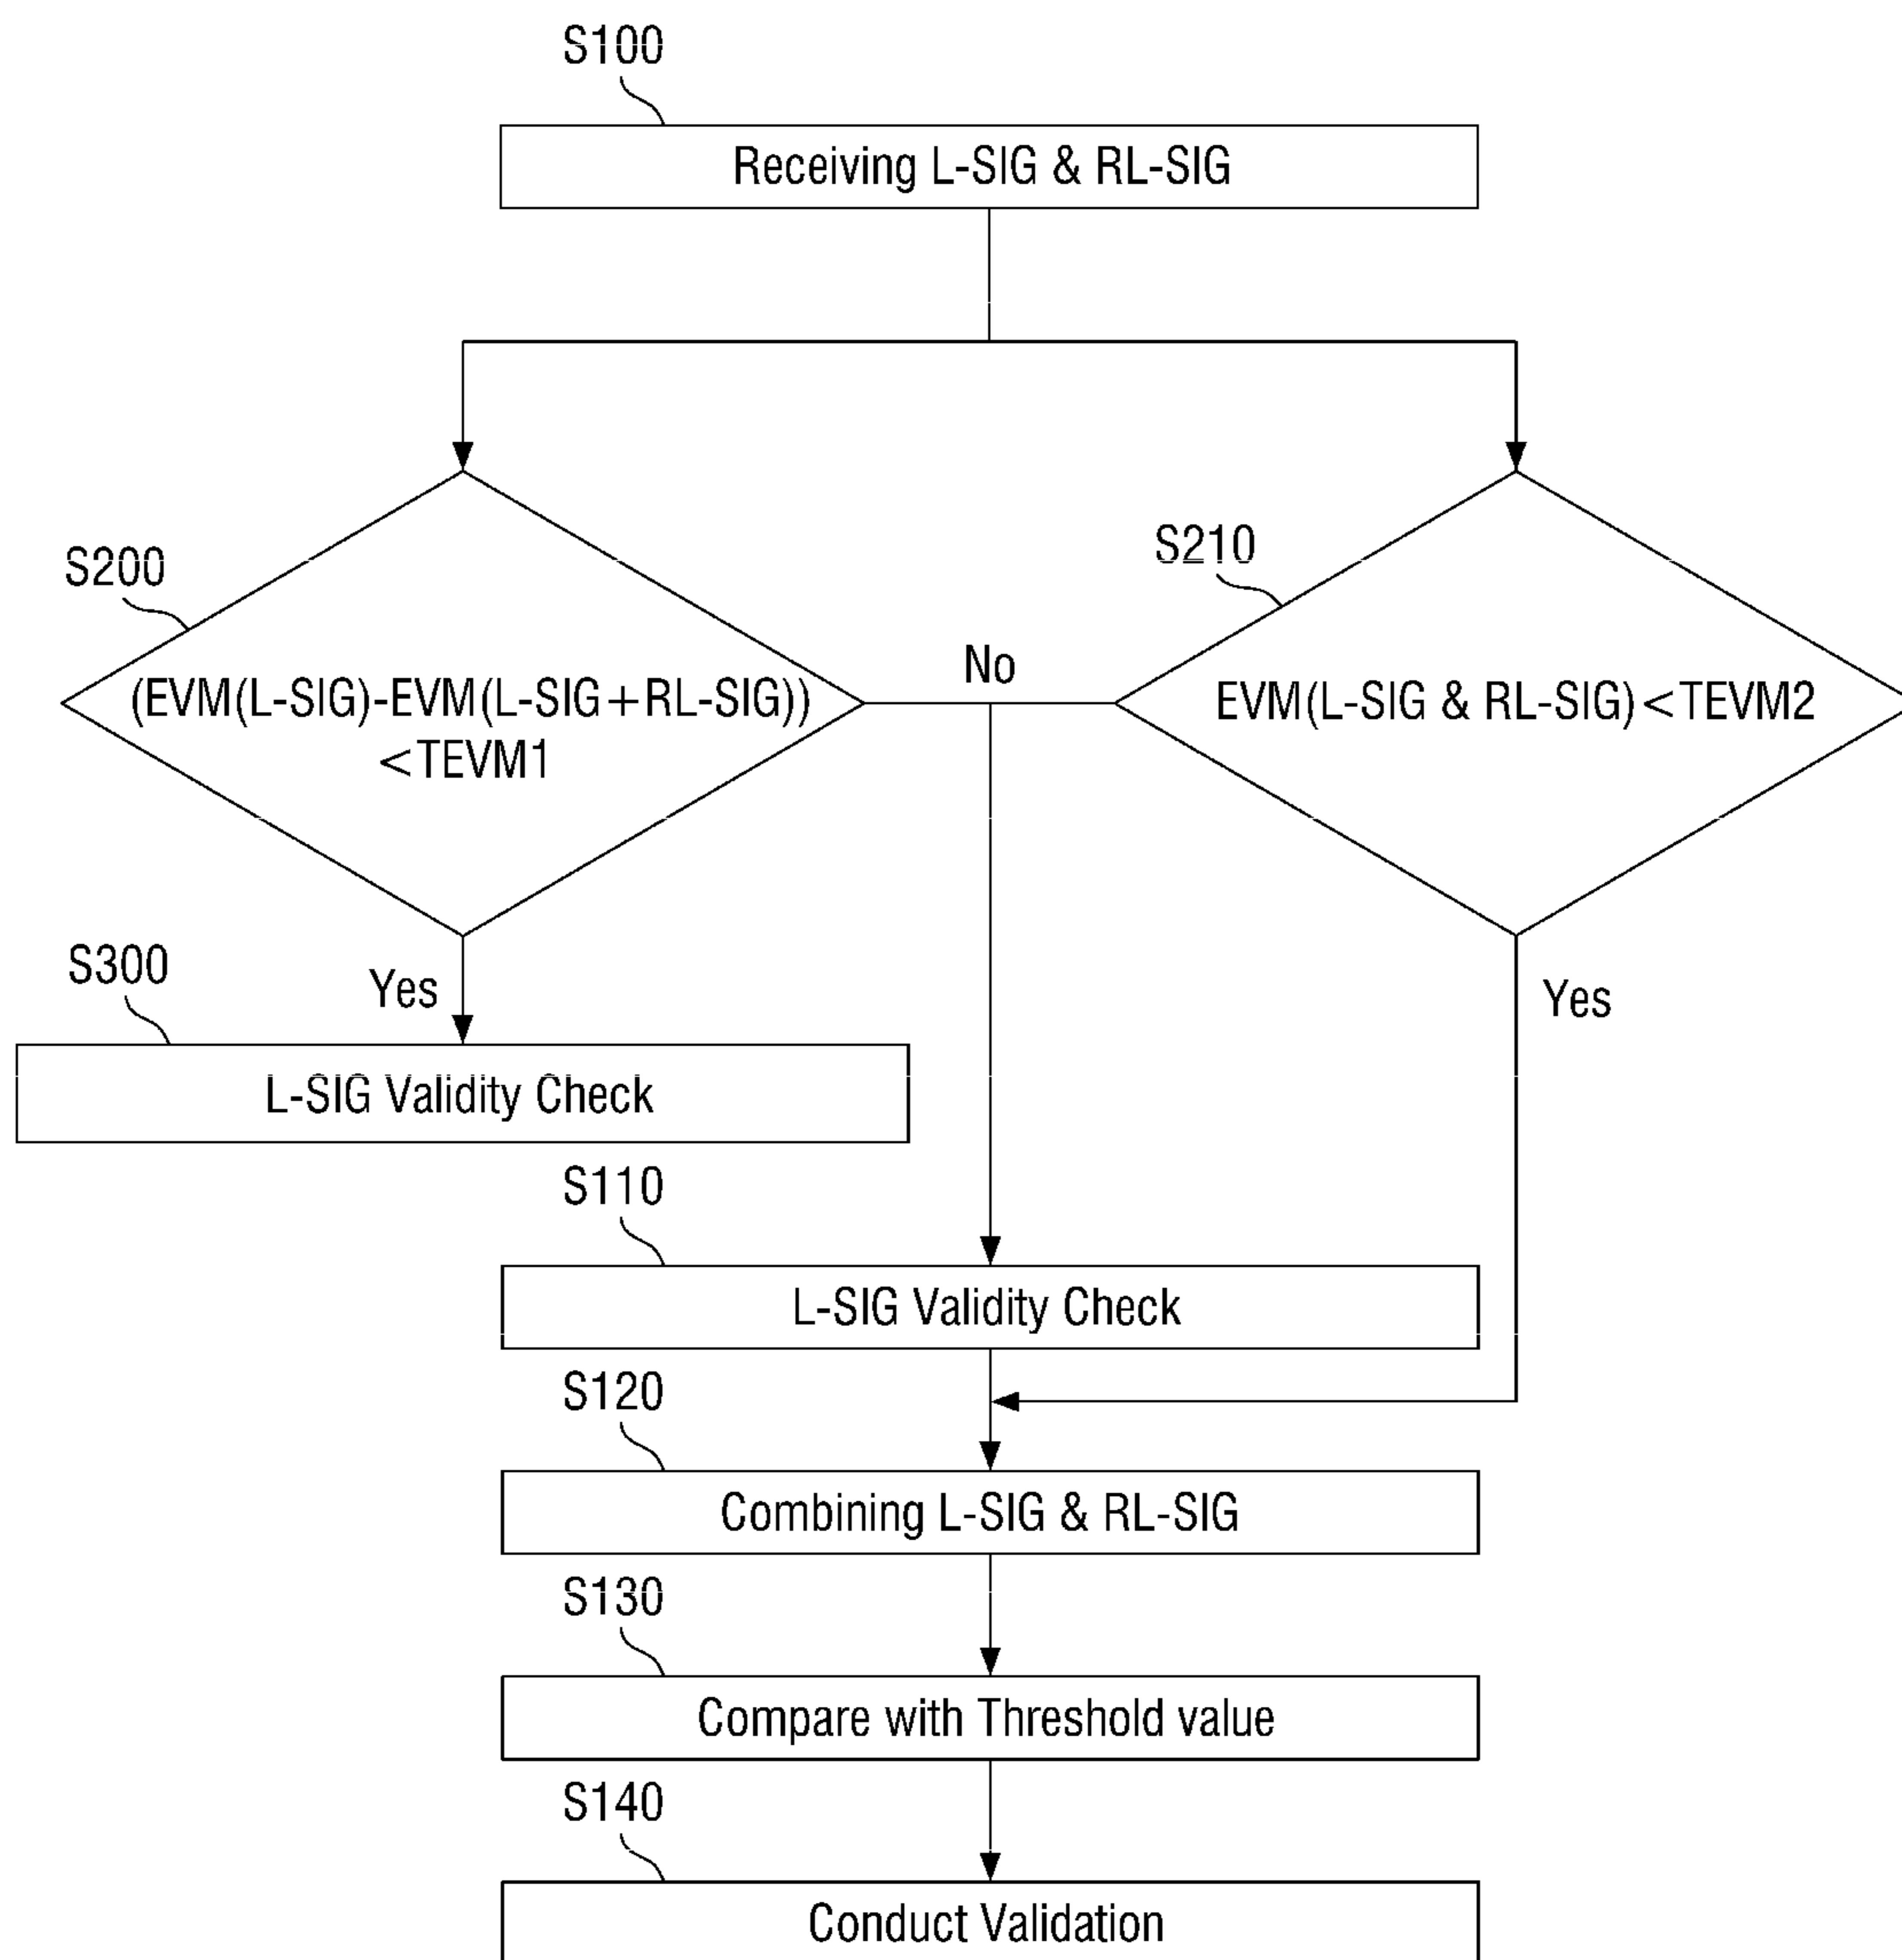 S100
Receiving L-SIG & RL-SIG
S200
(EVM(L-SIG)-EVM(L-SIG+RL-SIG))
<TEVM1
No
S210
EVM(L-SIG & RL-SIG)<TEVM2
S300
Yes
Yes
L-SIG Validity Check
S110
L-SIG Validity Check
S120
Combining L-SIG & RL-SIG
S130
Compare with Threshold value
S140
Conduct Validation